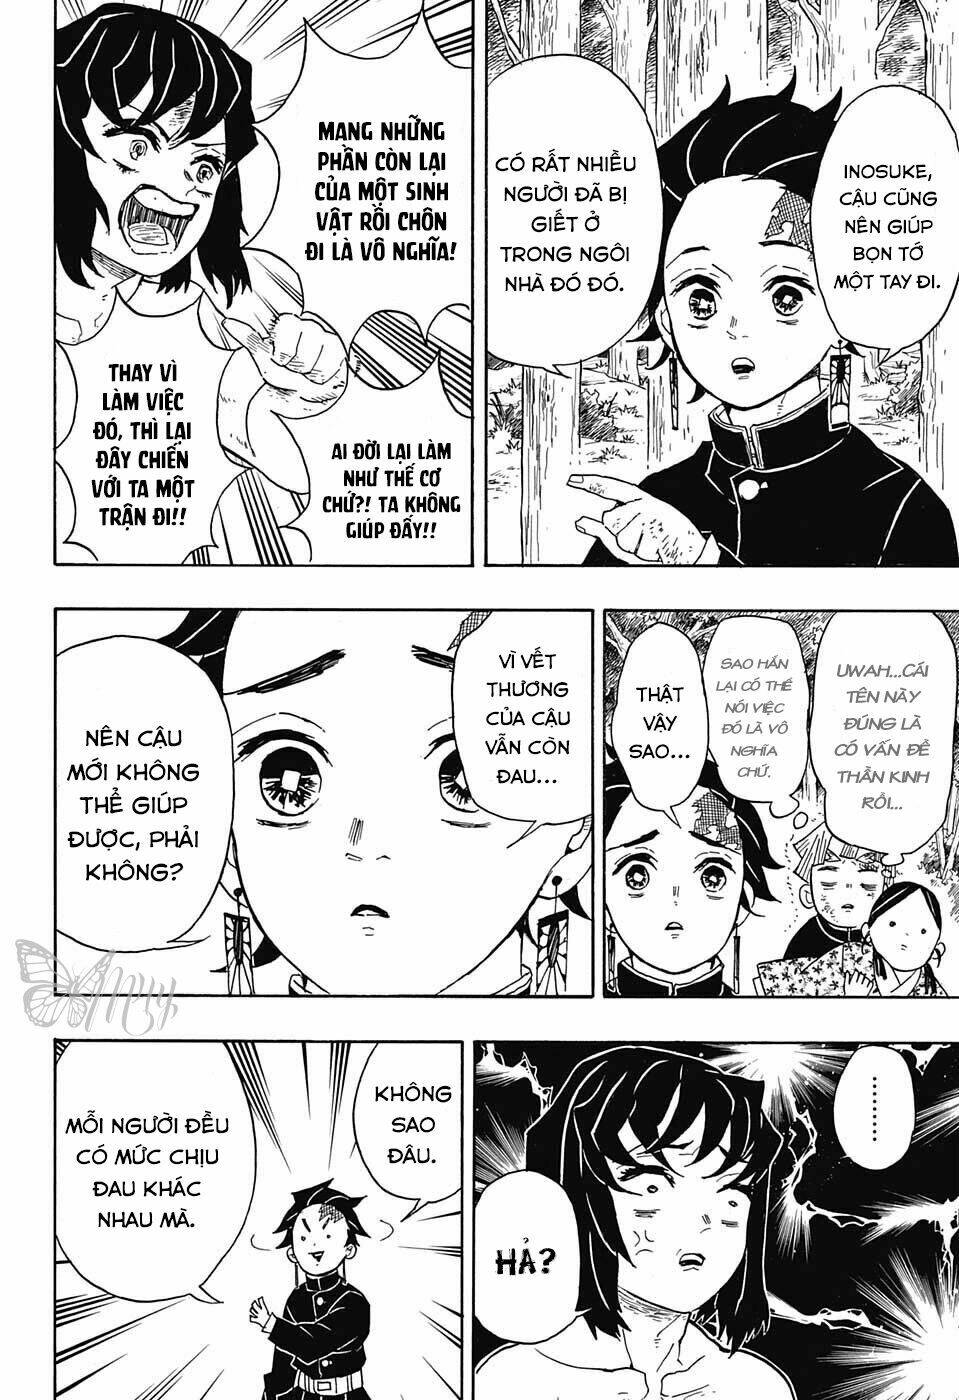 INOSUKE,
CẬU CŨNG
NÊN GIÚP
BỌN TỚ
MỘT TAY ĐI.
CÓ RẤT NHIỀU
NGƯỜI ĐÃ BỊ
GIẾT Ở
TRONG NGÔI
NHÀ ĐÓ ĐÓ.
MANG NHỮNG
PHẦN CÒN LẠI
CỦA MỘT SINH
VẬT RỒI CHÔN
ĐI LÀ VÔ NGHĨA!
AI ĐỜI LẠI LÀM
NHƯ THẾ CƠ
CHỨ?! TA KHÔNG
GIÚP ĐẤY!!
THAY VÌ
LÀM VIỆC
ĐÓ, THÌ LẠI
ĐÂY CHIẾN
VỚI TA MỘT
TRẬN ĐI!!
UWAH...CÁI
TÊN NÀY
ĐÚNG LÀ
CÓ VẤN ĐỀ
THẦN KINH
RỒI...
SAO HẮN
LẠI CÓ THỂ
NÓI VIỆC
ĐÓ LÀ VÔ
NGHĨA
CHỨ.
THẬT
VẬY
SAO...
VÌ VẾT
THƯƠNG
CỦA CẬU
VẪN CÒN
ĐAU...
NÊN CẬU
MỚI KHÔNG
THỂ GIÚP
ĐƯỢC, PHẢI
KHÔNG?
Amuy
.........
HẢ?
KHÔNG
SAO
ĐÂU.
MỖI NGƯỜI ĐỀU
CÓ MỨC CHỊU
ĐAU KHÁC
NHAU MÀ.